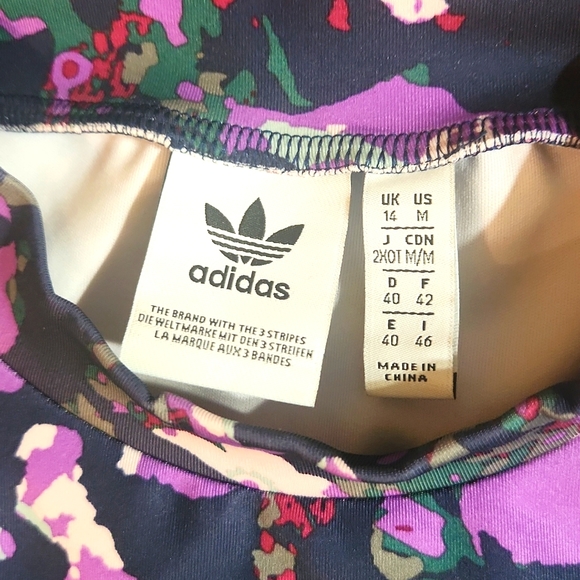 adidas
THE BRAND WITH THE 3 STRIPES
DIE WELTMARKE MIT DEN 3 STREIFEN
LA MARQUE AUX 3 BANDES
UK US
14 M
J CDN
2XOT M/M
D F
40 42
E I
40 46
MADE IN
CHINA